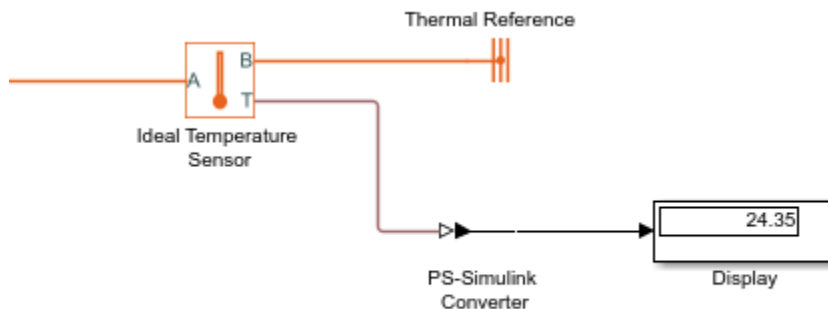 Thermal Reference
B
A
T
Ideal Temperature
Sensor
24.35
PS-Simulink
Converter
Display